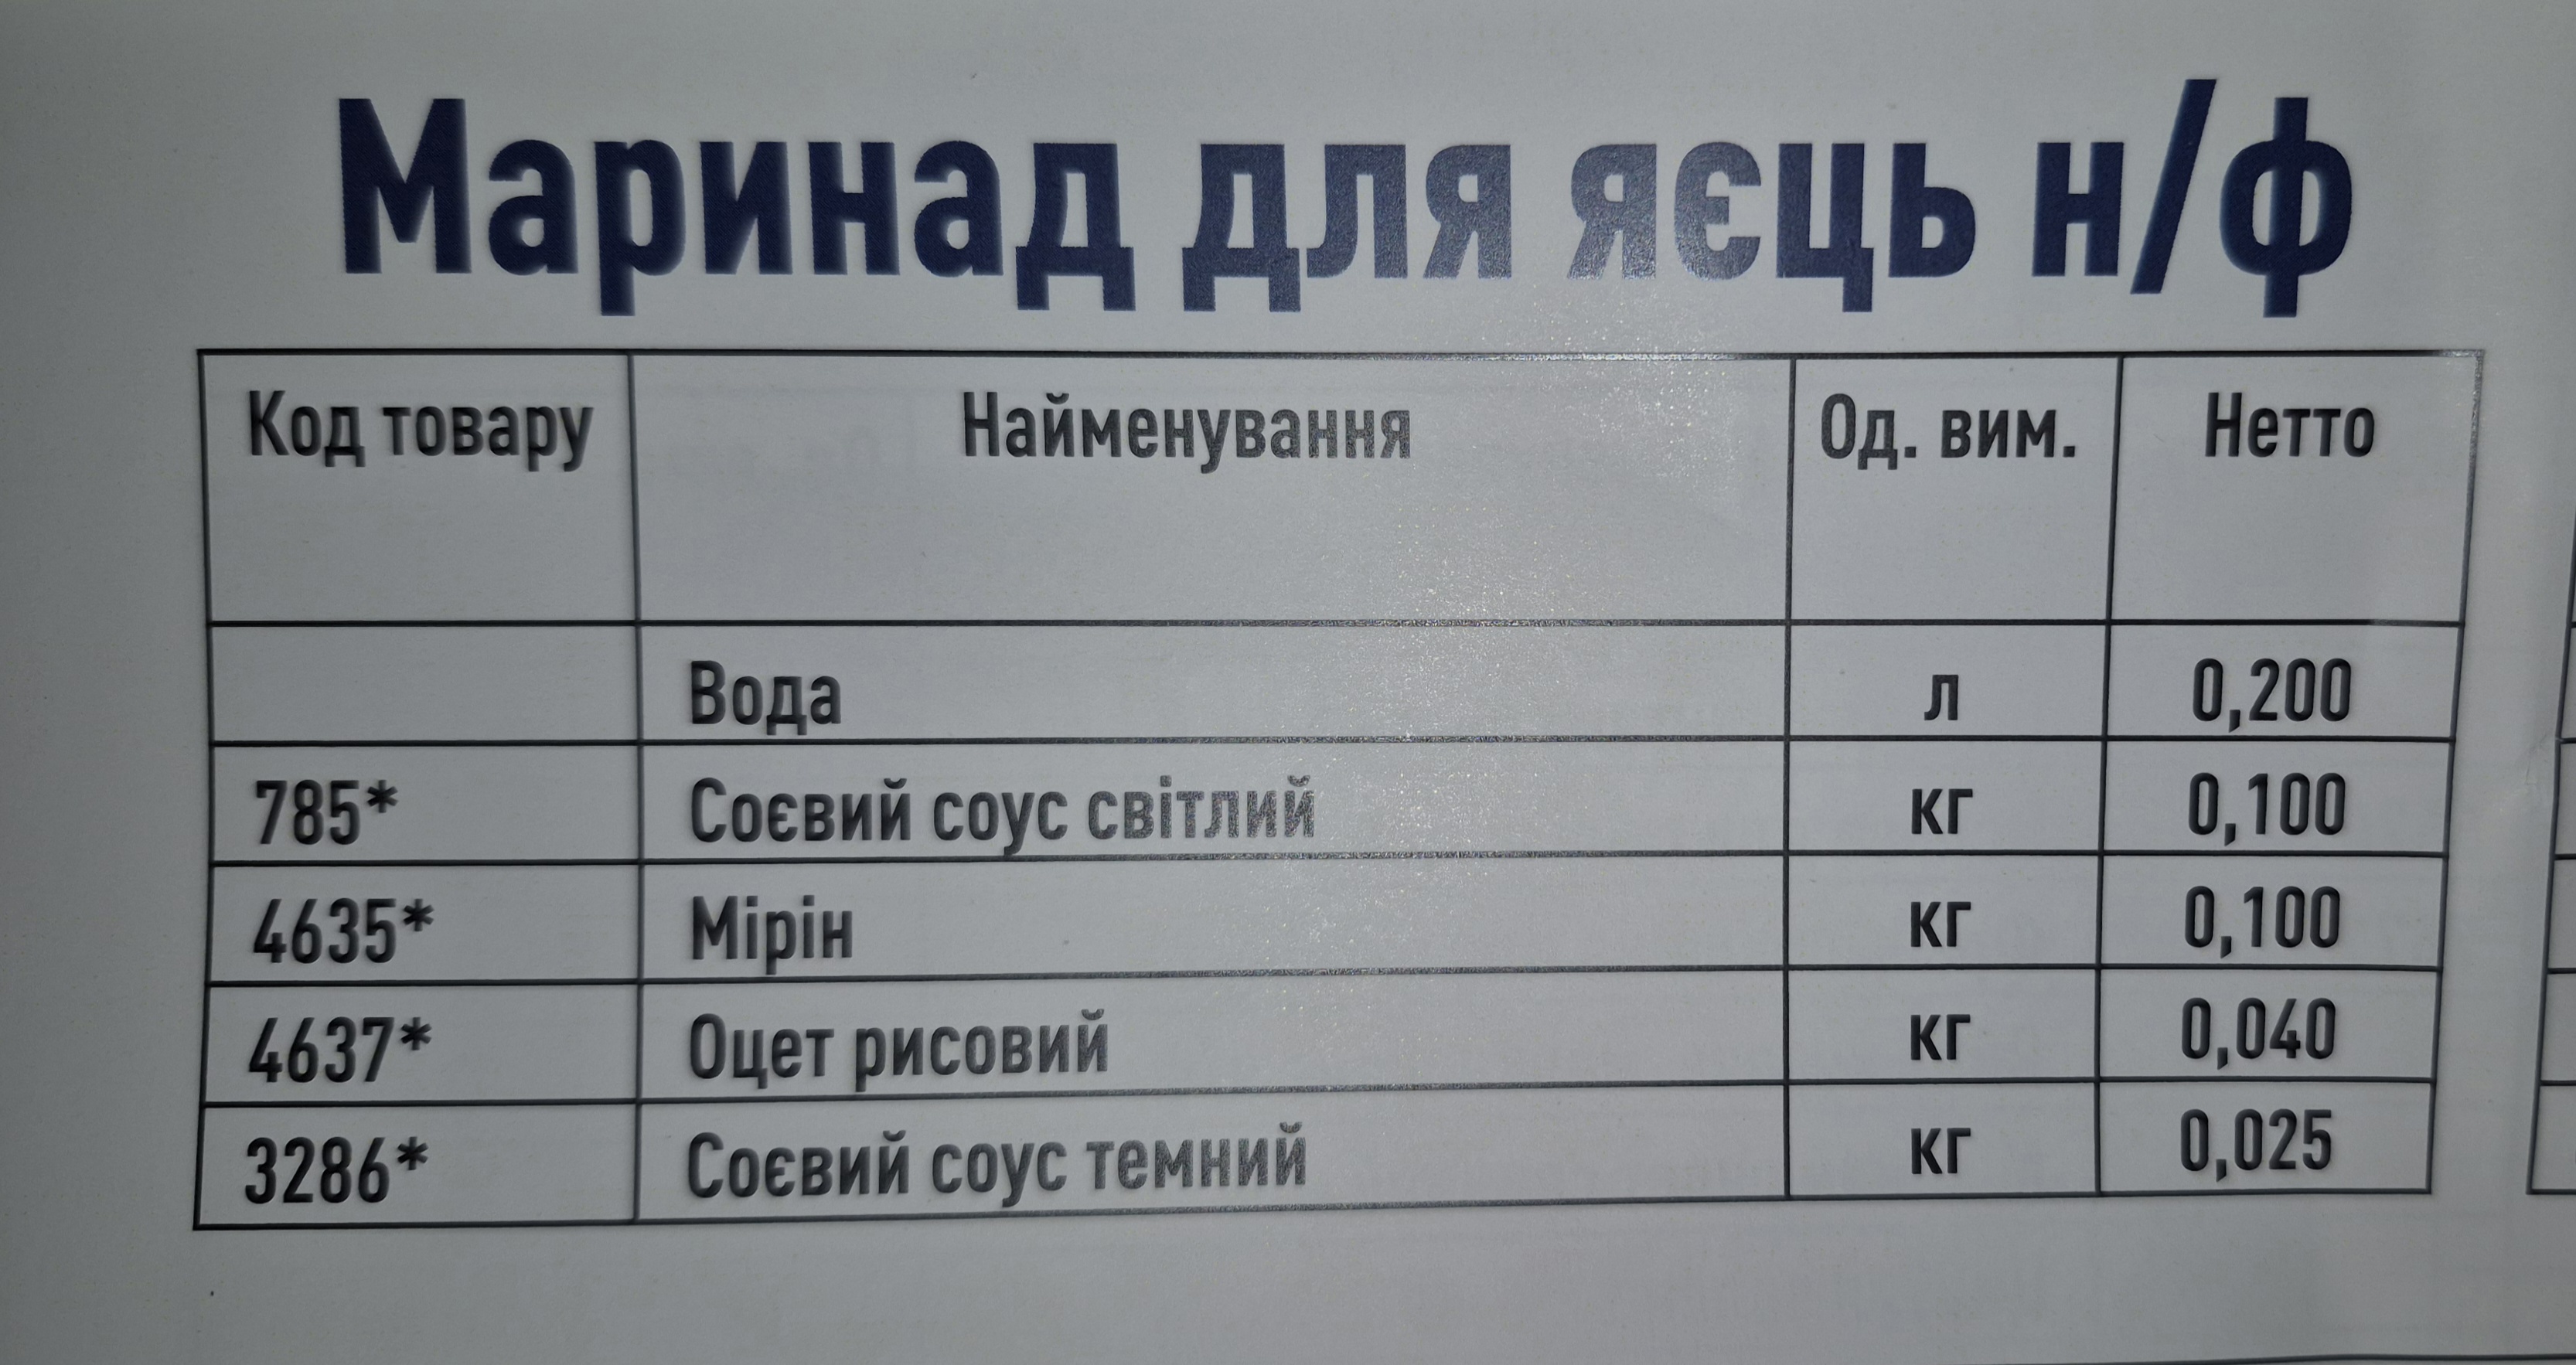 Маринад для яєць н/ф
Код товару Найменування Од. вим. Нетто
Вода л 0,200
785* Соєвий соус світлий кг 0,100
4635* Мірін кг 0,100
4637* Оцет рисовий кг 0,040
3286* Соєвий соус темний кг 0,025